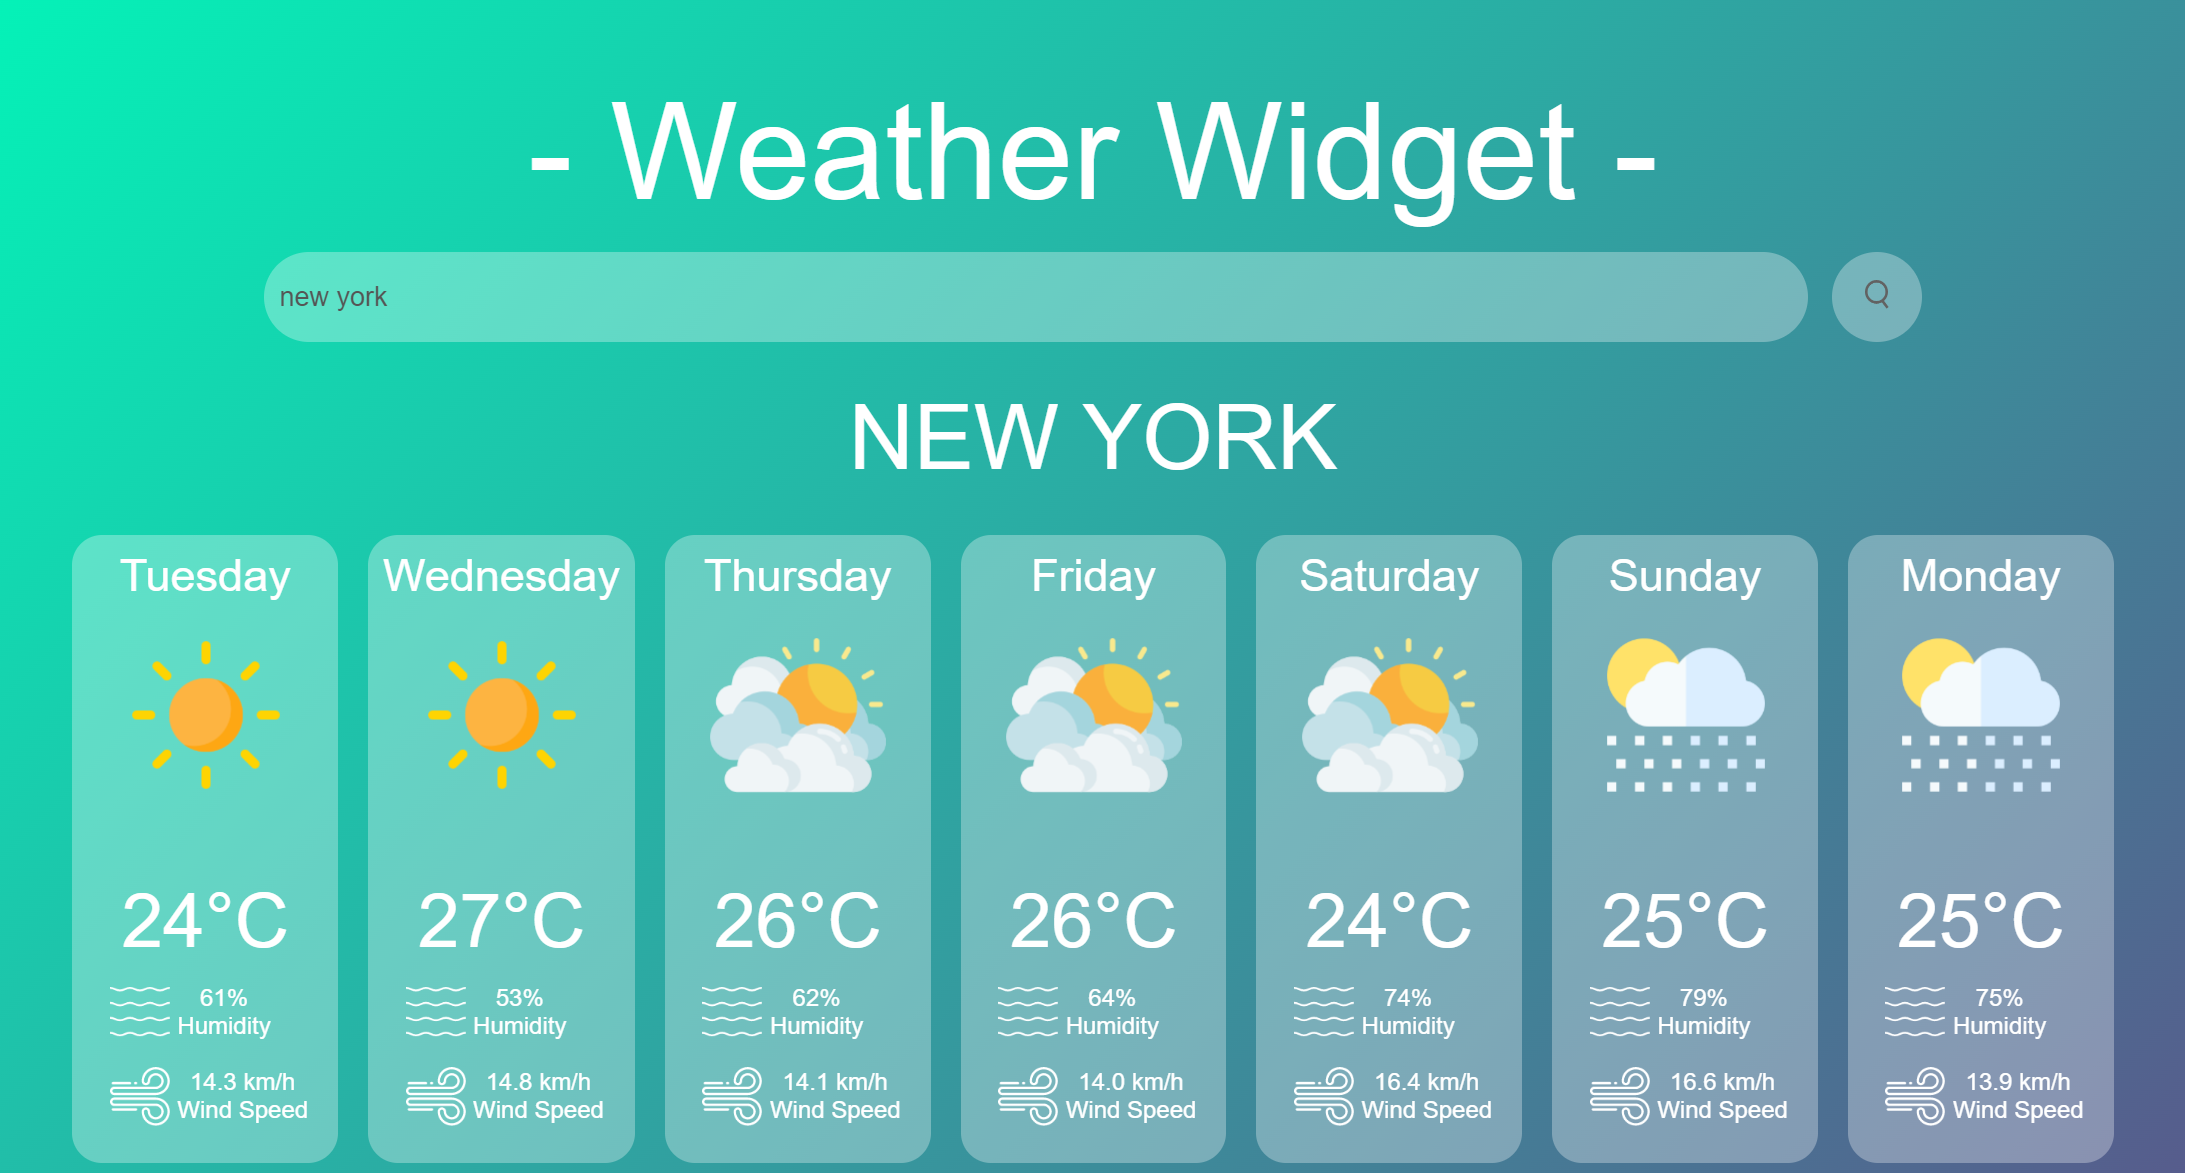 - Weather Widget -
new york
NEW YORK
Tuesday
24°C
61%
Humidity
14.3 km/h
Wind Speed
Wednesday
27°C
53%
Humidity
14.8 km/h
Wind Speed
Thursday
26°C
62%
Humidity
14.1 km/h
Wind Speed
Friday
26°C
64%
Humidity
14.0 km/h
Wind Speed
Saturday
24°C
74%
Humidity
16.4 km/h
Wind Speed
Sunday
25°C
79%
Humidity
16.6 km/h
Wind Speed
Monday
25°C
75%
Humidity
13.9 km/h
Wind Speed